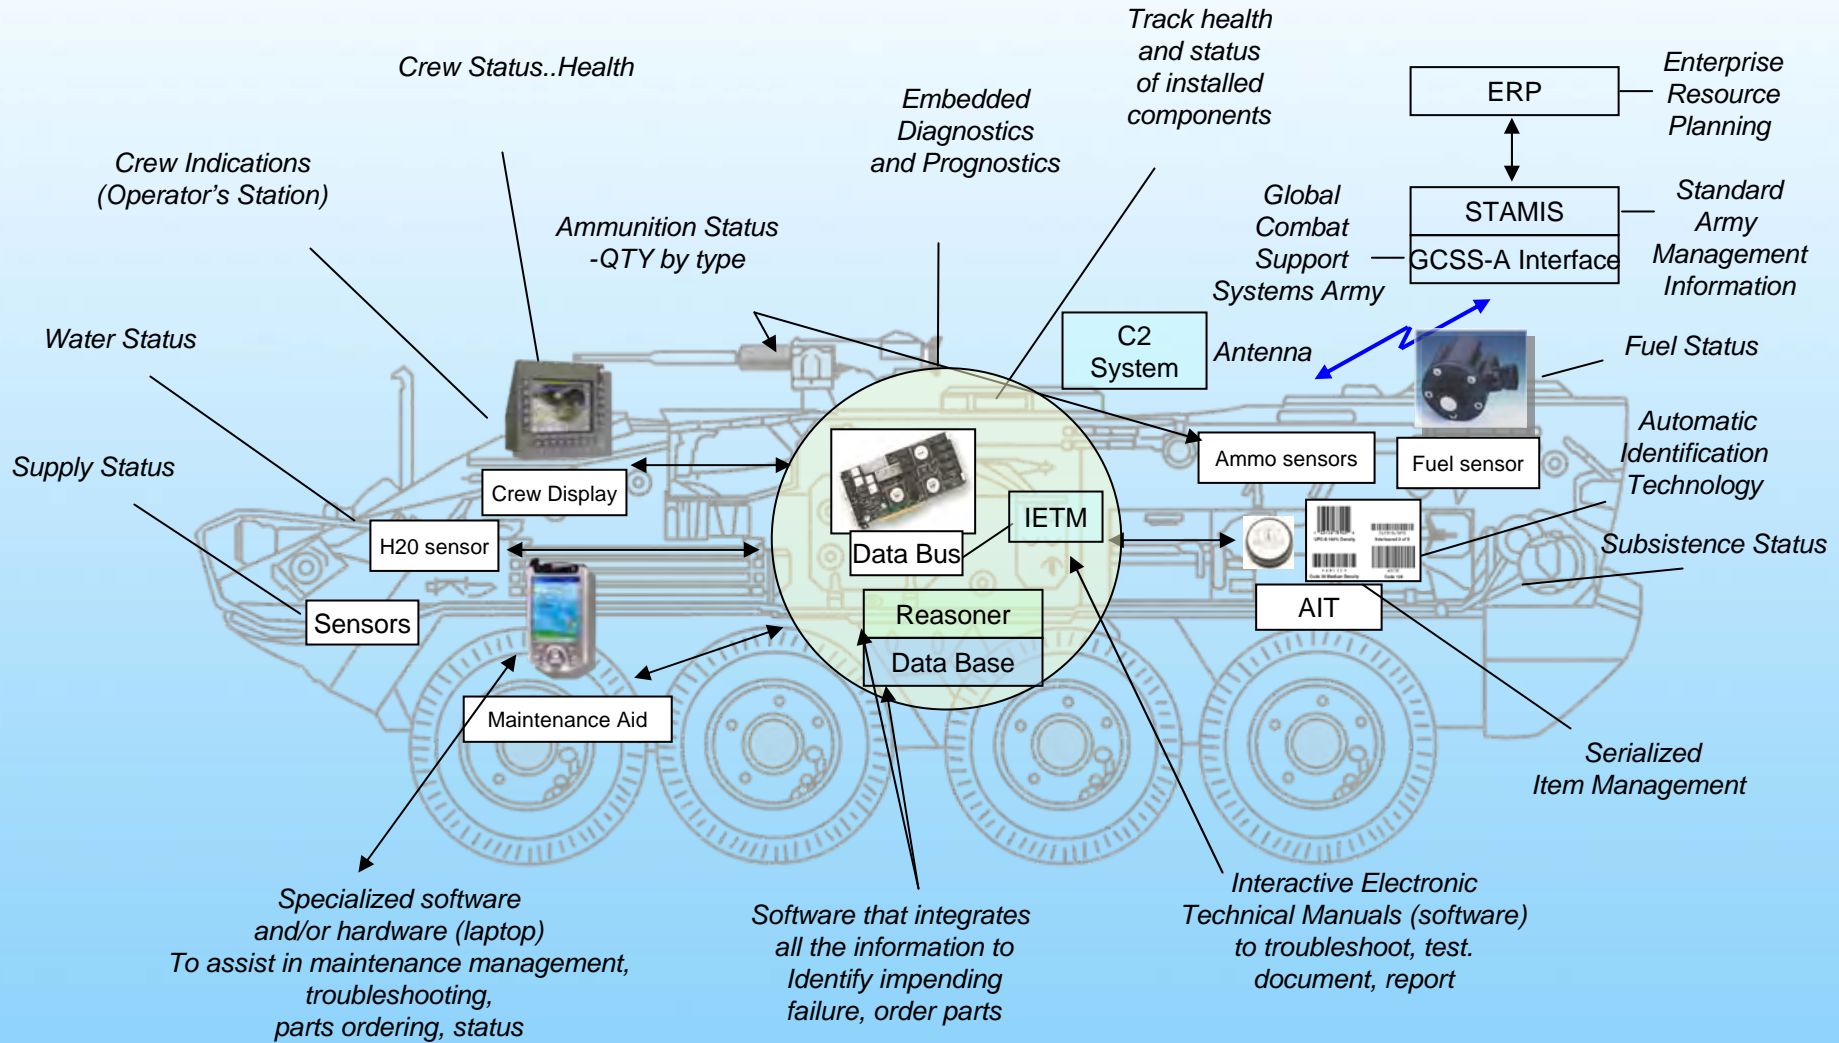 Track health
and status
of installed
components
Crew Status..Health
Embedded
Diagnostics
and Prognostics
ERP
Enterprise
Resource
Planning
Crew Indications
(Operator's Station)
Ammunition Status
-QTY by type
Global
Combat
Support
Systems Army
STAMIS
GCSS-A Interface
Standard
Army
Management
Information
Water Status
C2
System
Antenna
Fuel Status
Supply Status
Crew Display
Ammo sensors
Fuel sensor
Automatic
Identification
Technology
H20 sensor
Data Bus
IETM
Subsistence Status
Sensors
Reasoner
Data Base
AIT
Maintenance Aid
Serialized
Item Management
Specialized software
and/or hardware (laptop)
To assist in maintenance management,
troubleshooting,
parts ordering, status
Software that integrates
all the information to
Identify impending
failure, order parts
Interactive Electronic
Technical Manuals (software)
to troubleshoot, test.
document, report